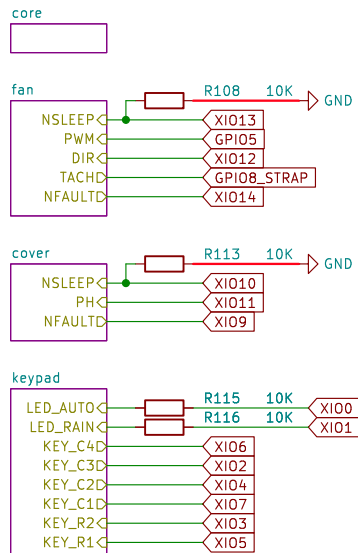 core
fan
R108 10K GND
NSLEEP XIO13
PWM GPIO5
DIR XIO12
TACH GPIO8_STRAP
NFAULT XIO14
cover
R113 10K GND
NSLEEP XIO10
PH XIO11
NFAULT XIO9
keypad
LED_AUTO R115 10K XIO0
LED_RAIN R116 10K XIO1
KEY_C4 XIO6
KEY_C3 XIO2
KEY_C2 XIO4
KEY_C1 XIO7
KEY_R2 XIO3
KEY_R1 XIO5